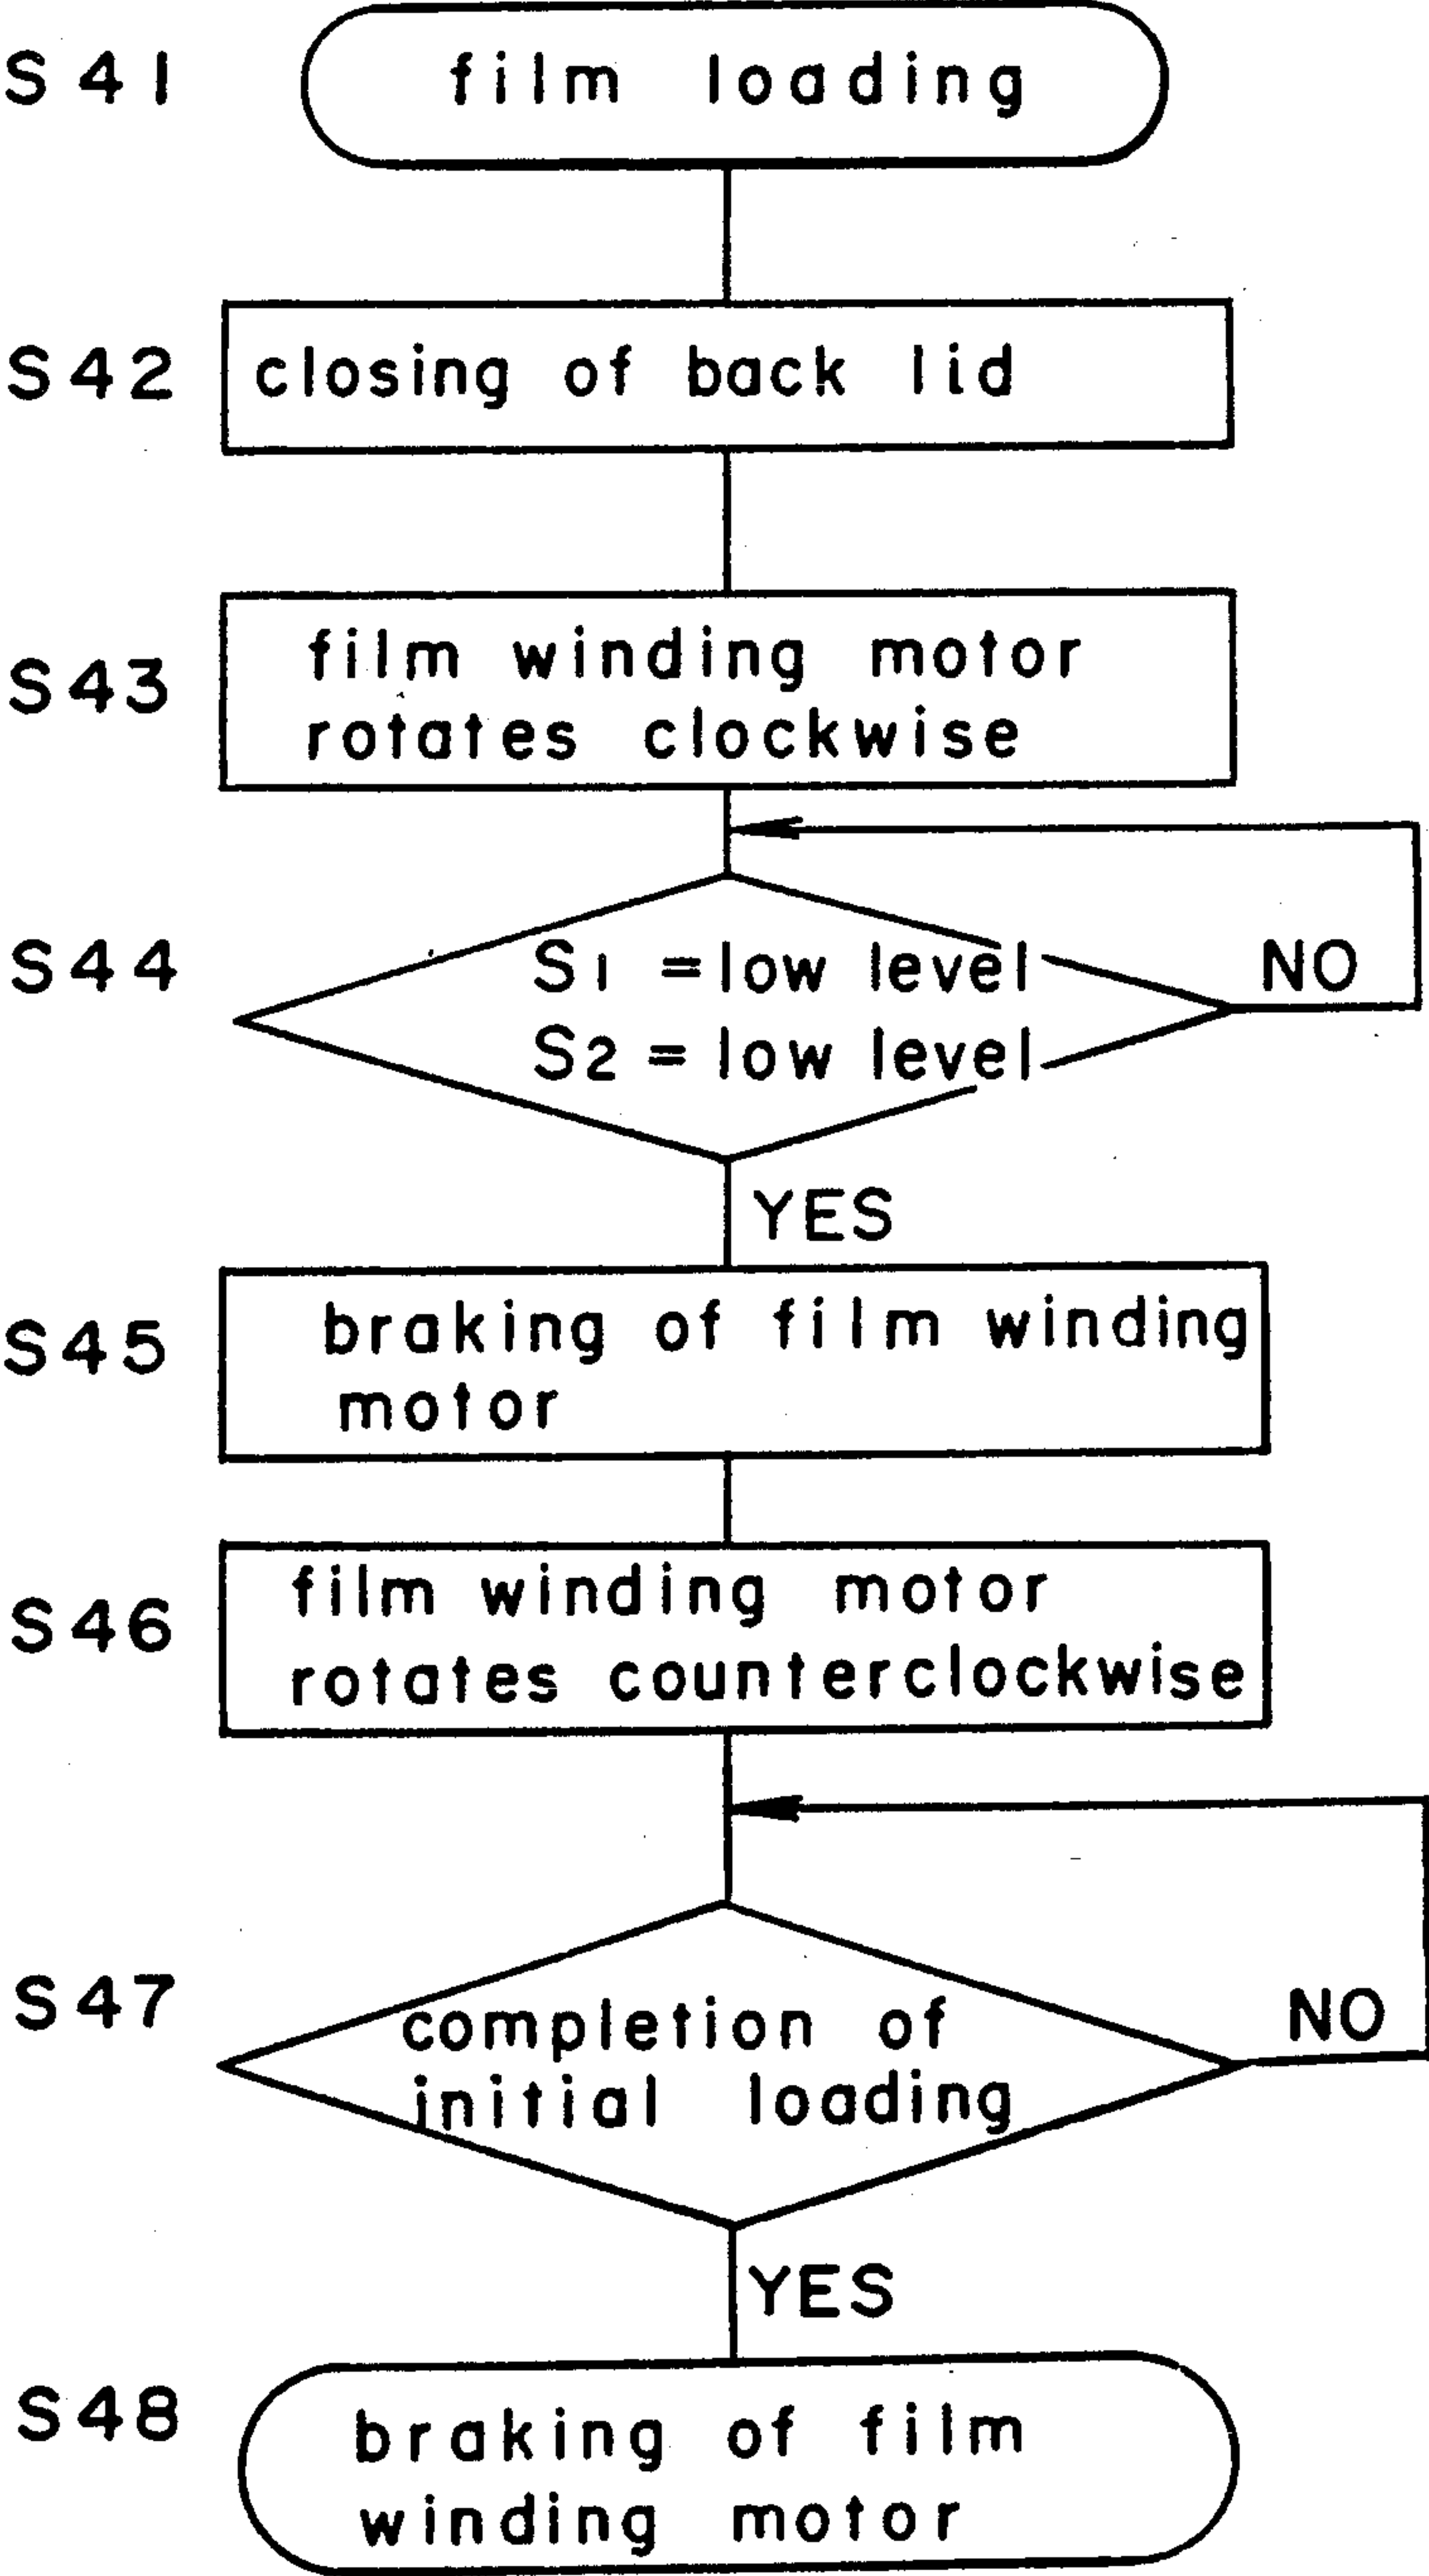 S41
film loading
S42
closing of back lid
S43
film winding motor
rotates clockwise
S44
S1 = low level
NO
S2 = low level
YES
S45
braking of film winding
motor
S46
film winding motor
rotates counterclockwise
S47
completion of
NO
initial loading
YES
S48
braking of film
winding motor